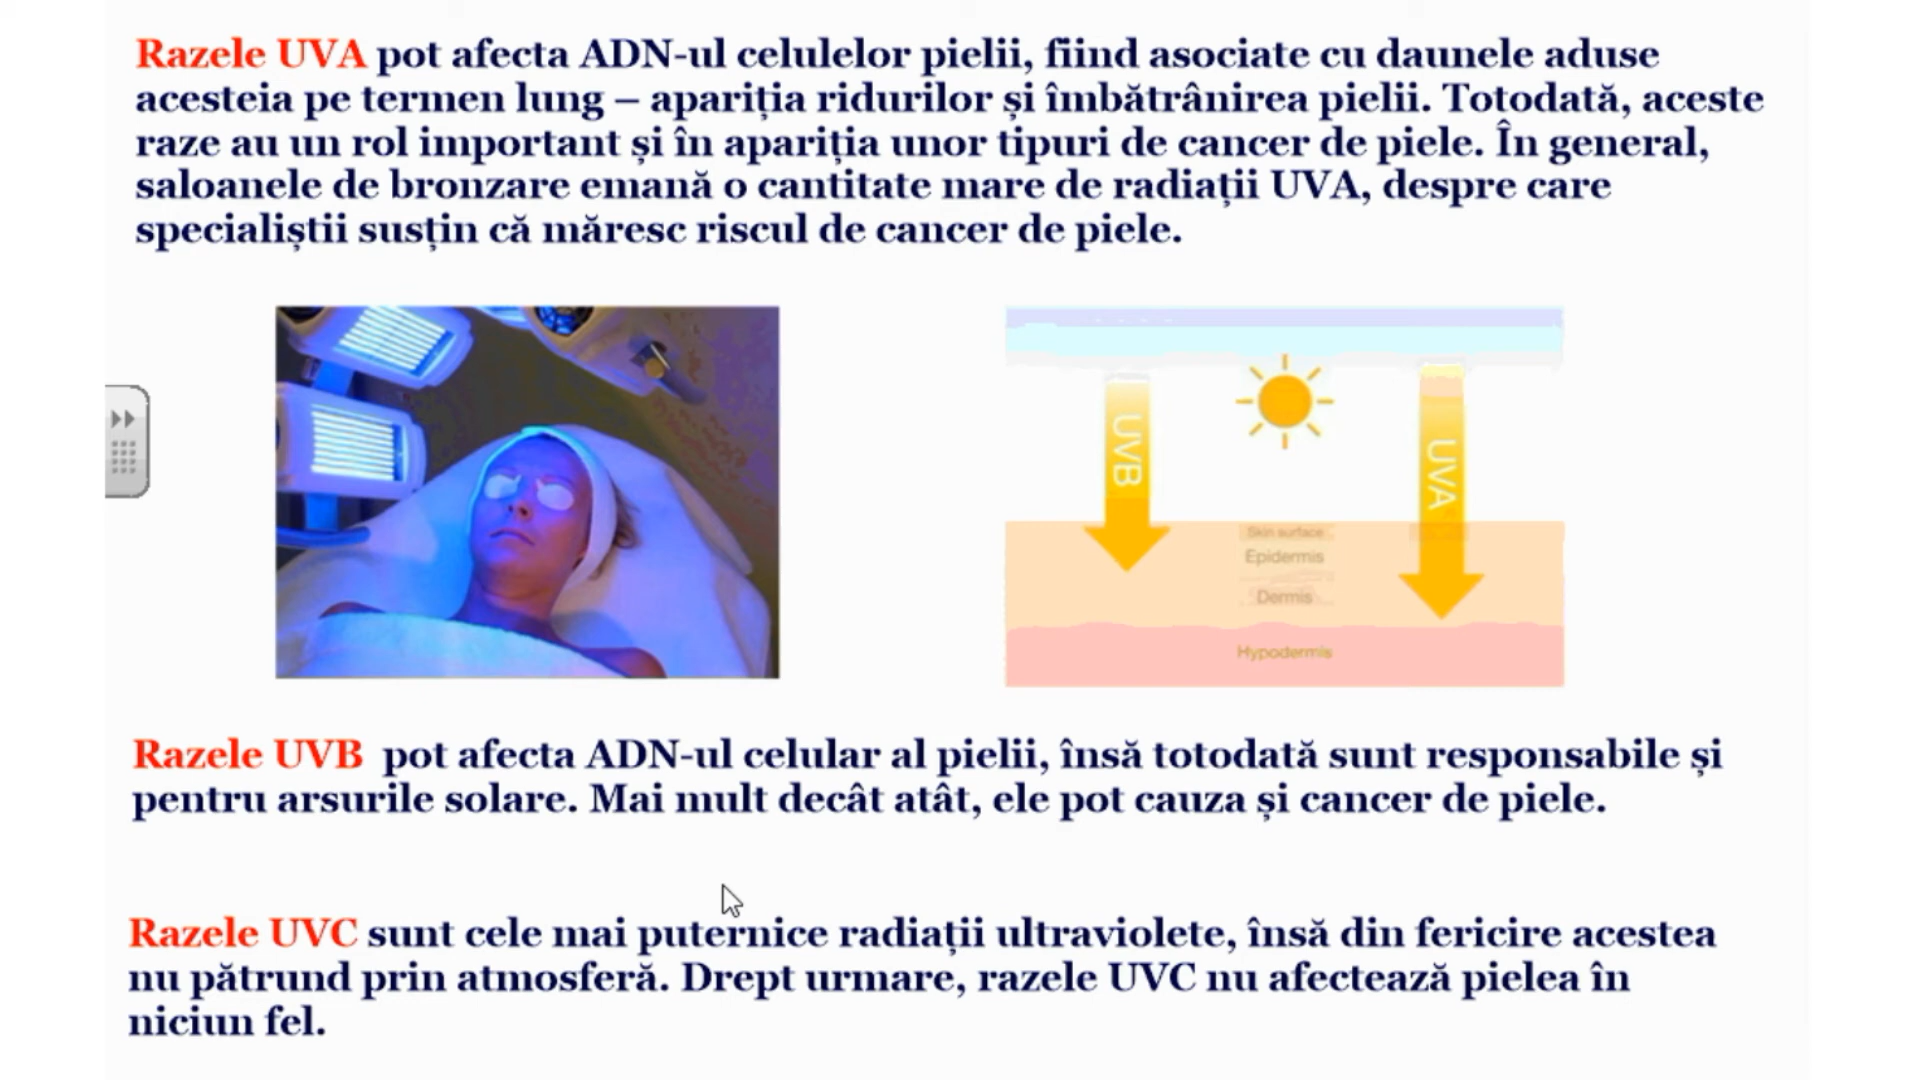 Razele UVA pot afecta ADN-ul celulelor pielii, fiind asociate cu daunele aduse
acesteia pe termen lung – apariția ridurilor și îmbătrânirea pielii. Totodată, aceste
raze au un rol important și în apariția unor tipuri de cancer de piele. În general,
saloanele de bronzare emană o cantitate mare de radiații UVA, despre care
specialiștii susțin că măresc riscul de cancer de piele.
UVB
UVA
Skin surface
Epidermis
Dermis
Hypodermis
Razele UVB pot afecta ADN-ul celular al pielii, însă totodată sunt responsabile și
pentru arsurile solare. Mai mult decât atât, ele pot cauza și cancer de piele.
Razele UVC sunt cele mai puternice radiații ultraviolete, însă din fericire acestea
nu pătrund prin atmosferă. Drept urmare, razele UVC nu afectează pielea în
niciun fel.